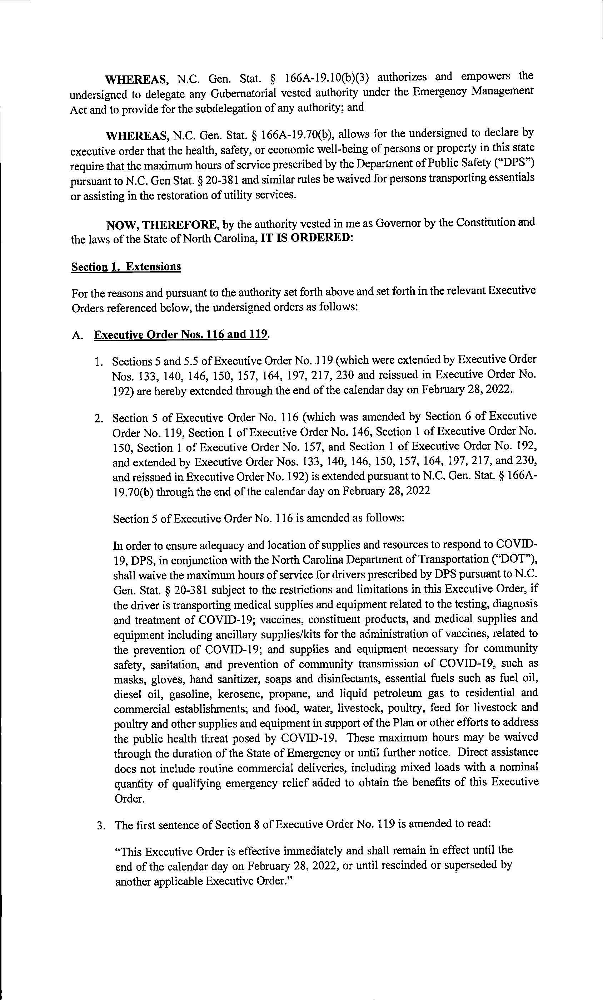 WHEREAS, N.C. Gen. Stat. § 166A-19.10(b)(3) authorizes and empowers the
undersigned to delegate any Gubernatorial vested authority under the Emergency Management
Act and to provide for the subdelegation of any authority; and
WHEREAS, N.C. Gen. Stat. § 166A-19.70(b), allows for the undersigned to declare by
executive order that the health, safety, or economic well-being of persons or property in this state
require that the maximum hours of service prescribed by the Department of Public Safety (“DPS”)
pursuant to N.C. Gen Stat. § 20-381 and similar rules be waived for persons transporting essentials
or assisting in the restoration of utility services.
NOW, THEREFORE, by the authority vested in me as Governor by the Constitution and
the laws of the State of North Carolina, IT IS ORDERED:
Section 1. Extensions
For the reasons and pursuant to the authority set forth above and set forth in the relevant Executive
Orders referenced below, the undersigned orders as follows:
A. Executive Order Nos. 116 and 119.
1. Sections 5 and 5.5 of Executive Order No. 119 (which were extended by Executive Order
Nos. 133, 140, 146, 150, 157, 164, 197, 217, 230 and reissued in Executive Order No.
192) are hereby extended through the end of the calendar day on February 28, 2022.
2. Section 5 of Executive Order No. 116 (which was amended by Section 6 of Executive
Order No. 119, Section 1 of Executive Order No. 146, Section 1 of Executive Order No.
150, Section 1 of Executive Order No. 157, and Section 1 of Executive Order No. 192,
and extended by Executive Order Nos. 133, 140, 146, 150, 157, 164, 197, 217, and 230,
and reissued in Executive Order No. 192) is extended pursuant to N.C. Gen. Stat. § 166A-
19.70(b) through the end of the calendar day on February 28, 2022
Section 5 of Executive Order No. 116 is amended as follows:
In order to ensure adequacy and location of supplies and resources to respond to COVID-
19, DPS, in conjunction with the North Carolina Department of Transportation (“DOT”),
shall waive the maximum hours of service for drivers prescribed by DPS pursuant to N.C.
Gen. Stat. § 20-381 subject to the restrictions and limitations in this Executive Order, if
the driver is transporting medical supplies and equipment related to the testing, diagnosis
and treatment of COVID-19; vaccines, constituent products, and medical supplies and
equipment including ancillary supplies/kits for the administration of vaccines, related to
the prevention of COVID-19; and supplies and equipment necessary for community
safety, sanitation, and prevention of community transmission of COVID-19, such as
masks, gloves, hand sanitizer, soaps and disinfectants, essential fuels such as fuel oil,
diesel oil, gasoline, kerosene, propane, and liquid petroleum gas to residential and
commercial establishments; and food, water, livestock, poultry, feed for livestock and
poultry and other supplies and equipment in support of the Plan or other efforts to address
the public health threat posed by COVID-19. These maximum hours may be waived
through the duration of the State of Emergency or until further notice. Direct assistance
does not include routine commercial deliveries, including mixed loads with a nominal
quantity of qualifying emergency relief added to obtain the benefits of this Executive
Order.
3. The first sentence of Section 8 of Executive Order No. 119 is amended to read:
“This Executive Order is effective immediately and shall remain in effect until the
end of the calendar day on February 28, 2022, or until rescinded or superseded by
another applicable Executive Order.”